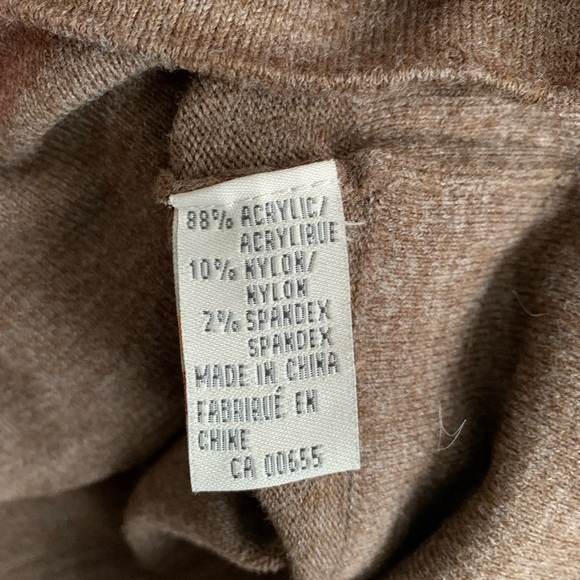 88% ACRYLIC/
ACRYLIQUE
10% NYLON/
NYLON
2% SPANDEX
SPANDEX
MADE IN CHINA
FABRIQUÉ EN
CHINE
CA 00655